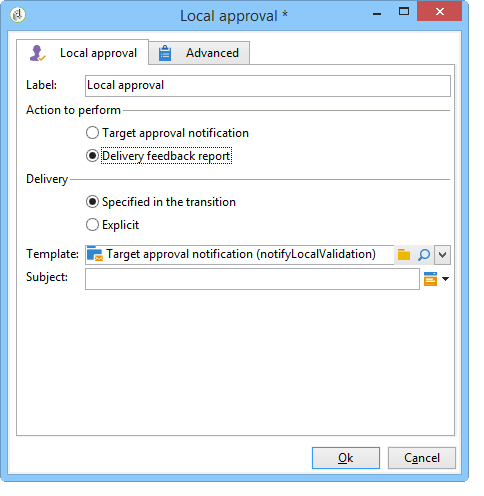 Local approval *
Local approval
Advanced
Label: Local approval
Action to perform
Target approval notification
Delivery feedback report
Delivery
Specified in the transition
Explicit
Template: Target approval notification (notifyLocalValidation)
Subject:
Ok Cancel